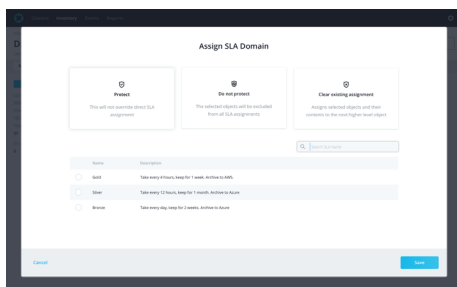 Inventory
Assign SLA Domain
Protect
This will not override direct SLA
assignment
Do not protect
The selected objects will be excluded
from all SLA assignments
Clear existing assignment
Assigns selected objects and their
contents to the next higher level object
Name Description
Gold Take every 4 hours, keep for 1 week. Archive to AWS.
Silver Take every 12 hours, keep for 1 month. Archive to Azure
Bronze Take every day, keep for 2 weeks. Archive to Azure
Cancel Save